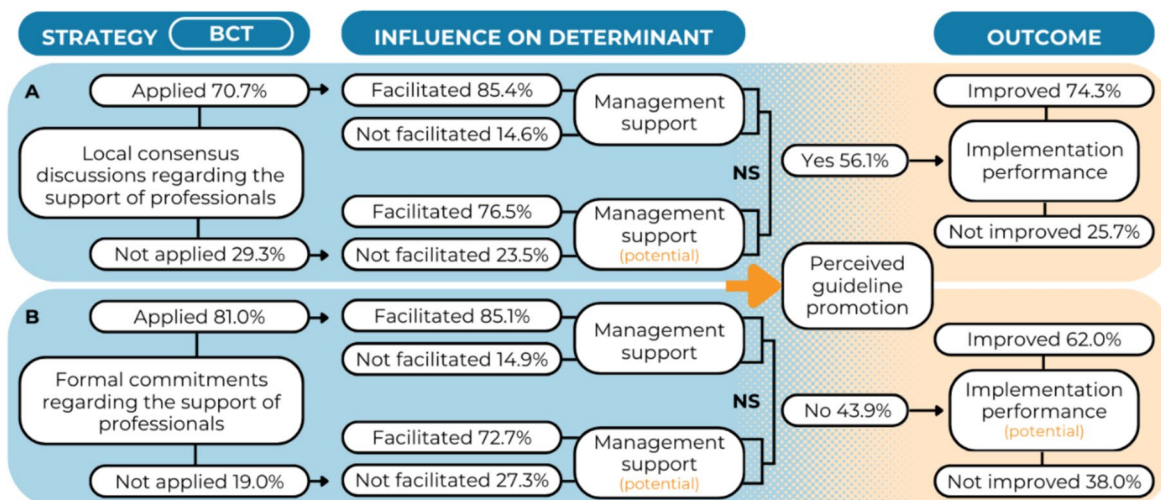 STRATEGY BCT INFLUENCE ON DETERMINANT OUTCOME
A
Applied 70.7%
Local consensus
discussions regarding the
support of professionals
Not applied 29.3%
Facilitated 85.4%
Not facilitated 14.6%
Management
support
Facilitated 76.5%
Not facilitated 23.5%
Management
support
(potential)
NS
B
Applied 81.0%
Formal commitments
regarding the support of
professionals
Not applied 19.0%
Facilitated 85.1%
Not facilitated 14.9%
Management
support
Facilitated 72.7%
Not facilitated 27.3%
Management
support
(potential)
NS
Yes 56.1%
Perceived
guideline
promotion
No 43.9%
Improved 74.3%
Implementation
performance
Not improved 25.7%
Improved 62.0%
Implementation
performance
(potential)
Not improved 38.0%